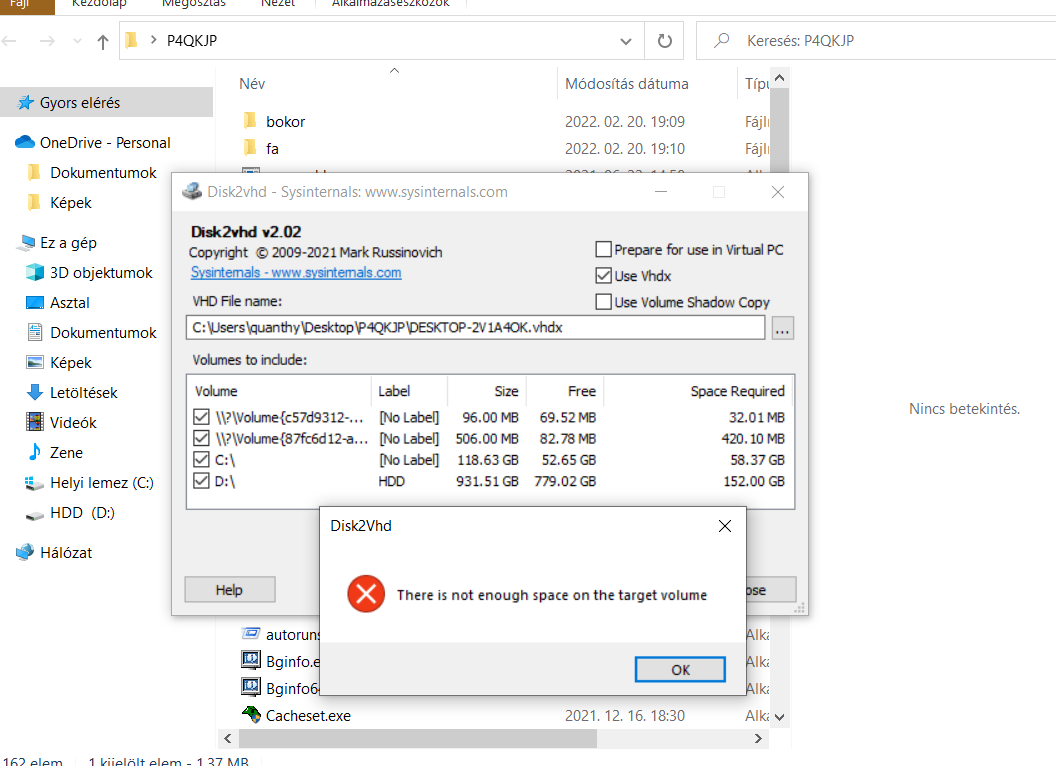 Fájl Kezdőlap Megosztás Nézet Alkalmazáseszközök
P4QKJP
Keresés: P4QKJP
Név Módosítás dátuma Típu
Gyors elérés
bokor 2022. 02. 20. 19:09 Fájlm
fa 2022. 02. 20. 19:10 Fájlm
OneDrive - Personal
Dokumentumok
Képek
Ez a gép
3D objektumok
Asztal
Dokumentumok
Képek
Letöltések
Videók
Zene
Helyi lemez (C:)
HDD (D:)
Hálózat
Disk2vhd - Sysinternals: www.sysinternals.com
Disk2vhd v2.02
Copyright © 2009-2021 Mark Russinovich
Sysinternals - www.sysinternals.com
Prepare for use in Virtual PC
Use Vhdx
Use Volume Shadow Copy
VHD File name:
C:\Users\quanthy\Desktop\P4QKJP\DESKTOP-2V1A4OK.vhdx
...
Volumes to include:
Volume Label Size Free Space Required
\\?\Volume{c57d9312-... [No Label] 96.00 MB 69.52 MB 32.01 MB
\\?\Volume{87fc6d12-a... [No Label] 506.00 MB 82.78 MB 420.10 MB
C:\ [No Label] 118.63 GB 52.65 GB 58.37 GB
D:\ HDD 931.51 GB 779.02 GB 152.00 GB
Help
ose
Disk2Vhd
There is not enough space on the target volume
OK
Nincs betekintés.
autoruns Alka
Bginfo.e Alka
Bginfo64 Alka
Cacheset.exe 2021. 12. 16. 18:30 Alka
162 elem 1 kijelölt elem - 1,37 MB